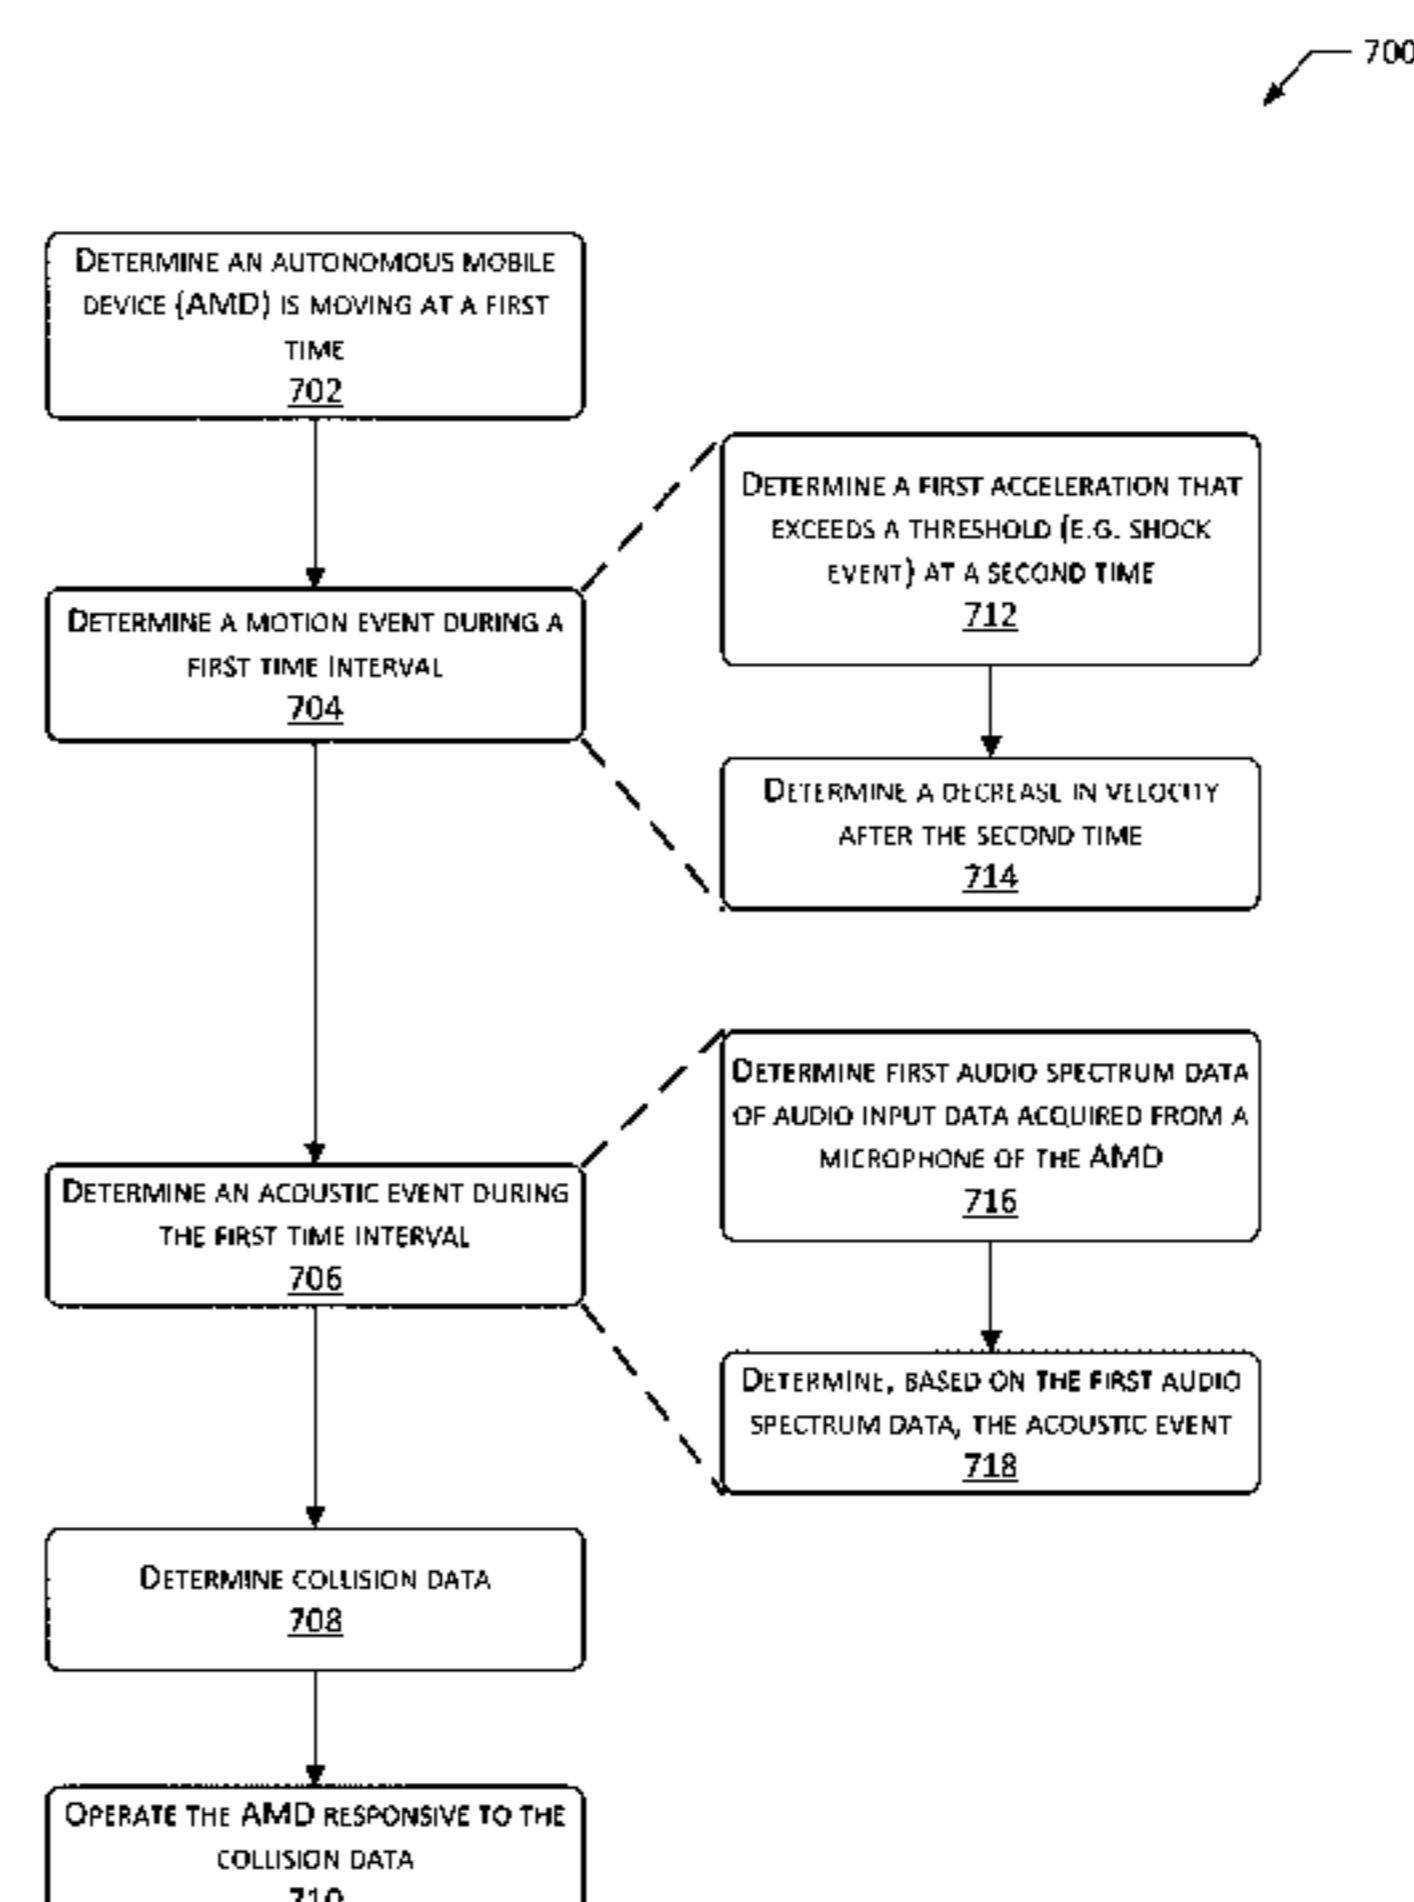 700
DETERMINE AN AUTONOMOUS MOBILE
DEVICE (AMD) IS MOVING AT A FIRST
TIME
702
DETERMINE A MOTION EVENT DURING A
FIRST TIME INTERVAL
704
DETERMINE A FIRST ACCELERATION THAT
EXCEEDS A THRESHOLD (E.G. SHOCK
EVENT) AT A SECOND TIME
712
DETERMINE A DECREASE IN VELOCITY
AFTER THE SECOND TIME
714
DETERMINE AN ACOUSTIC EVENT DURING
THE FIRST TIME INTERVAL
706
DETERMINE FIRST AUDIO SPECTRUM DATA
OF AUDIO INPUT DATA ACQUIRED FROM A
MICROPHONE OF THE AMD
716
DETERMINE, BASED ON THE FIRST AUDIO
SPECTRUM DATA, THE ACOUSTIC EVENT
718
DETERMINE COLLISION DATA
708
OPERATE THE AMD RESPONSIVE TO THE
COLLISION DATA
710